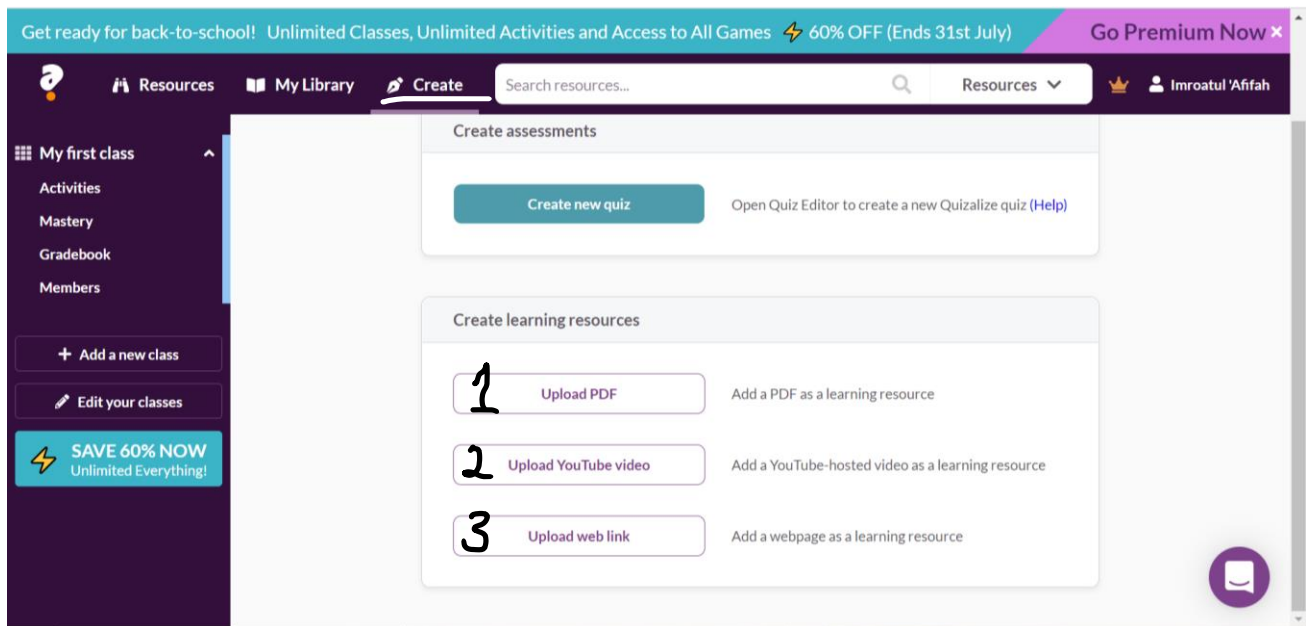 Get ready for back-to-school! Unlimited Classes, Unlimited Activities and Access to All Games ⚡ 60% OFF (Ends 31st July)
Go Premium Now ×
Resources
My Library
Create
Search resources...
Resources
Imroatul 'Afifah
My first class
Activities
Mastery
Gradebook
Members
+ Add a new class
Edit your classes
SAVE 60% NOW
Unlimited Everything!
Create assessments
Create new quiz
Open Quiz Editor to create a new Quizalize quiz (Help)
Create learning resources
1 Upload PDF
Add a PDF as a learning resource
2 Upload YouTube video
Add a YouTube-hosted video as a learning resource
3 Upload web link
Add a webpage as a learning resource